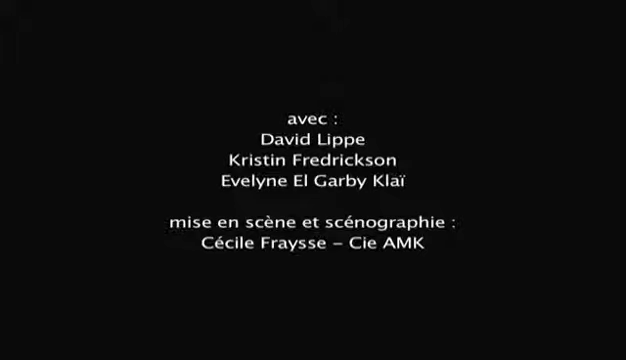 avec :
David Lippe
Kristin Fredrickson
Evelyne El Garby Klaï
mise en scène et scénographie :
Cécile Fraysse – Cie AMK